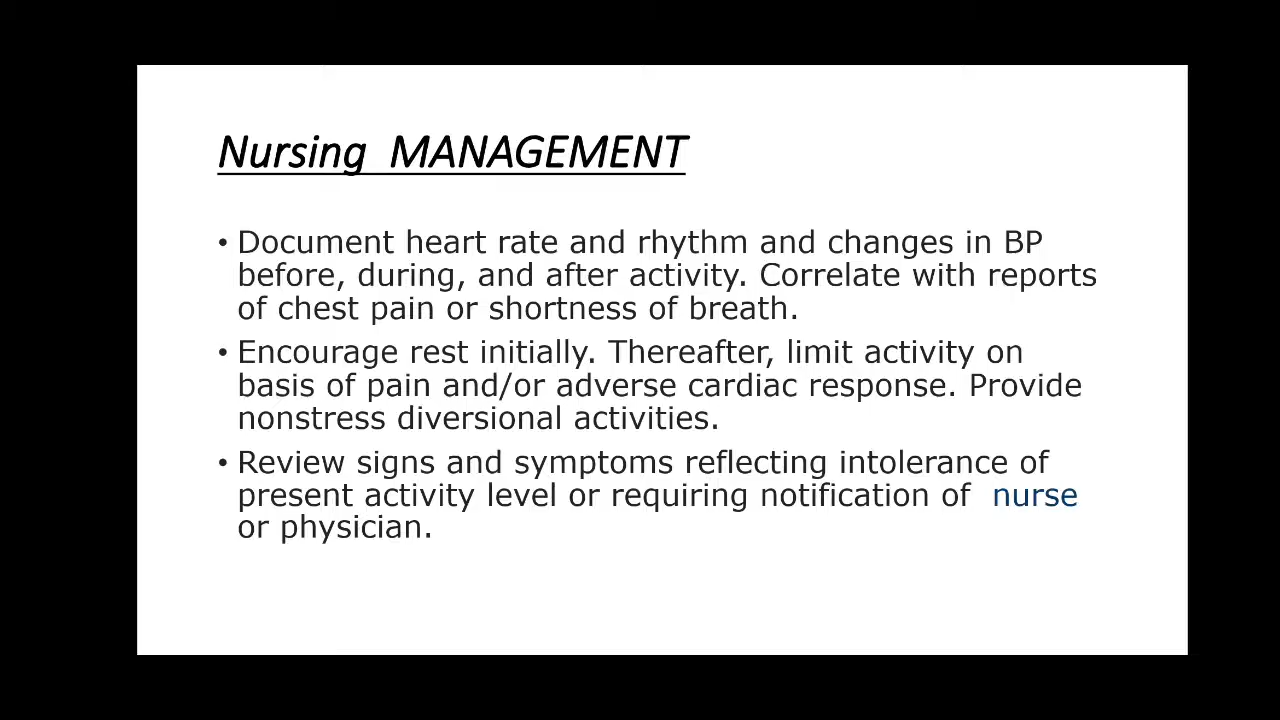 Nursing  MANAGEMENT
• Document heart rate and rhythm and changes in BP
before, during, and after activity. Correlate with reports
of chest pain or shortness of breath.
• Encourage rest initially. Thereafter, limit activity on
basis of pain and/or adverse cardiac response. Provide
nonstress diversional activities.
• Review signs and symptoms reflecting intolerance of
present activity level or requiring notification of  nurse
or physician.